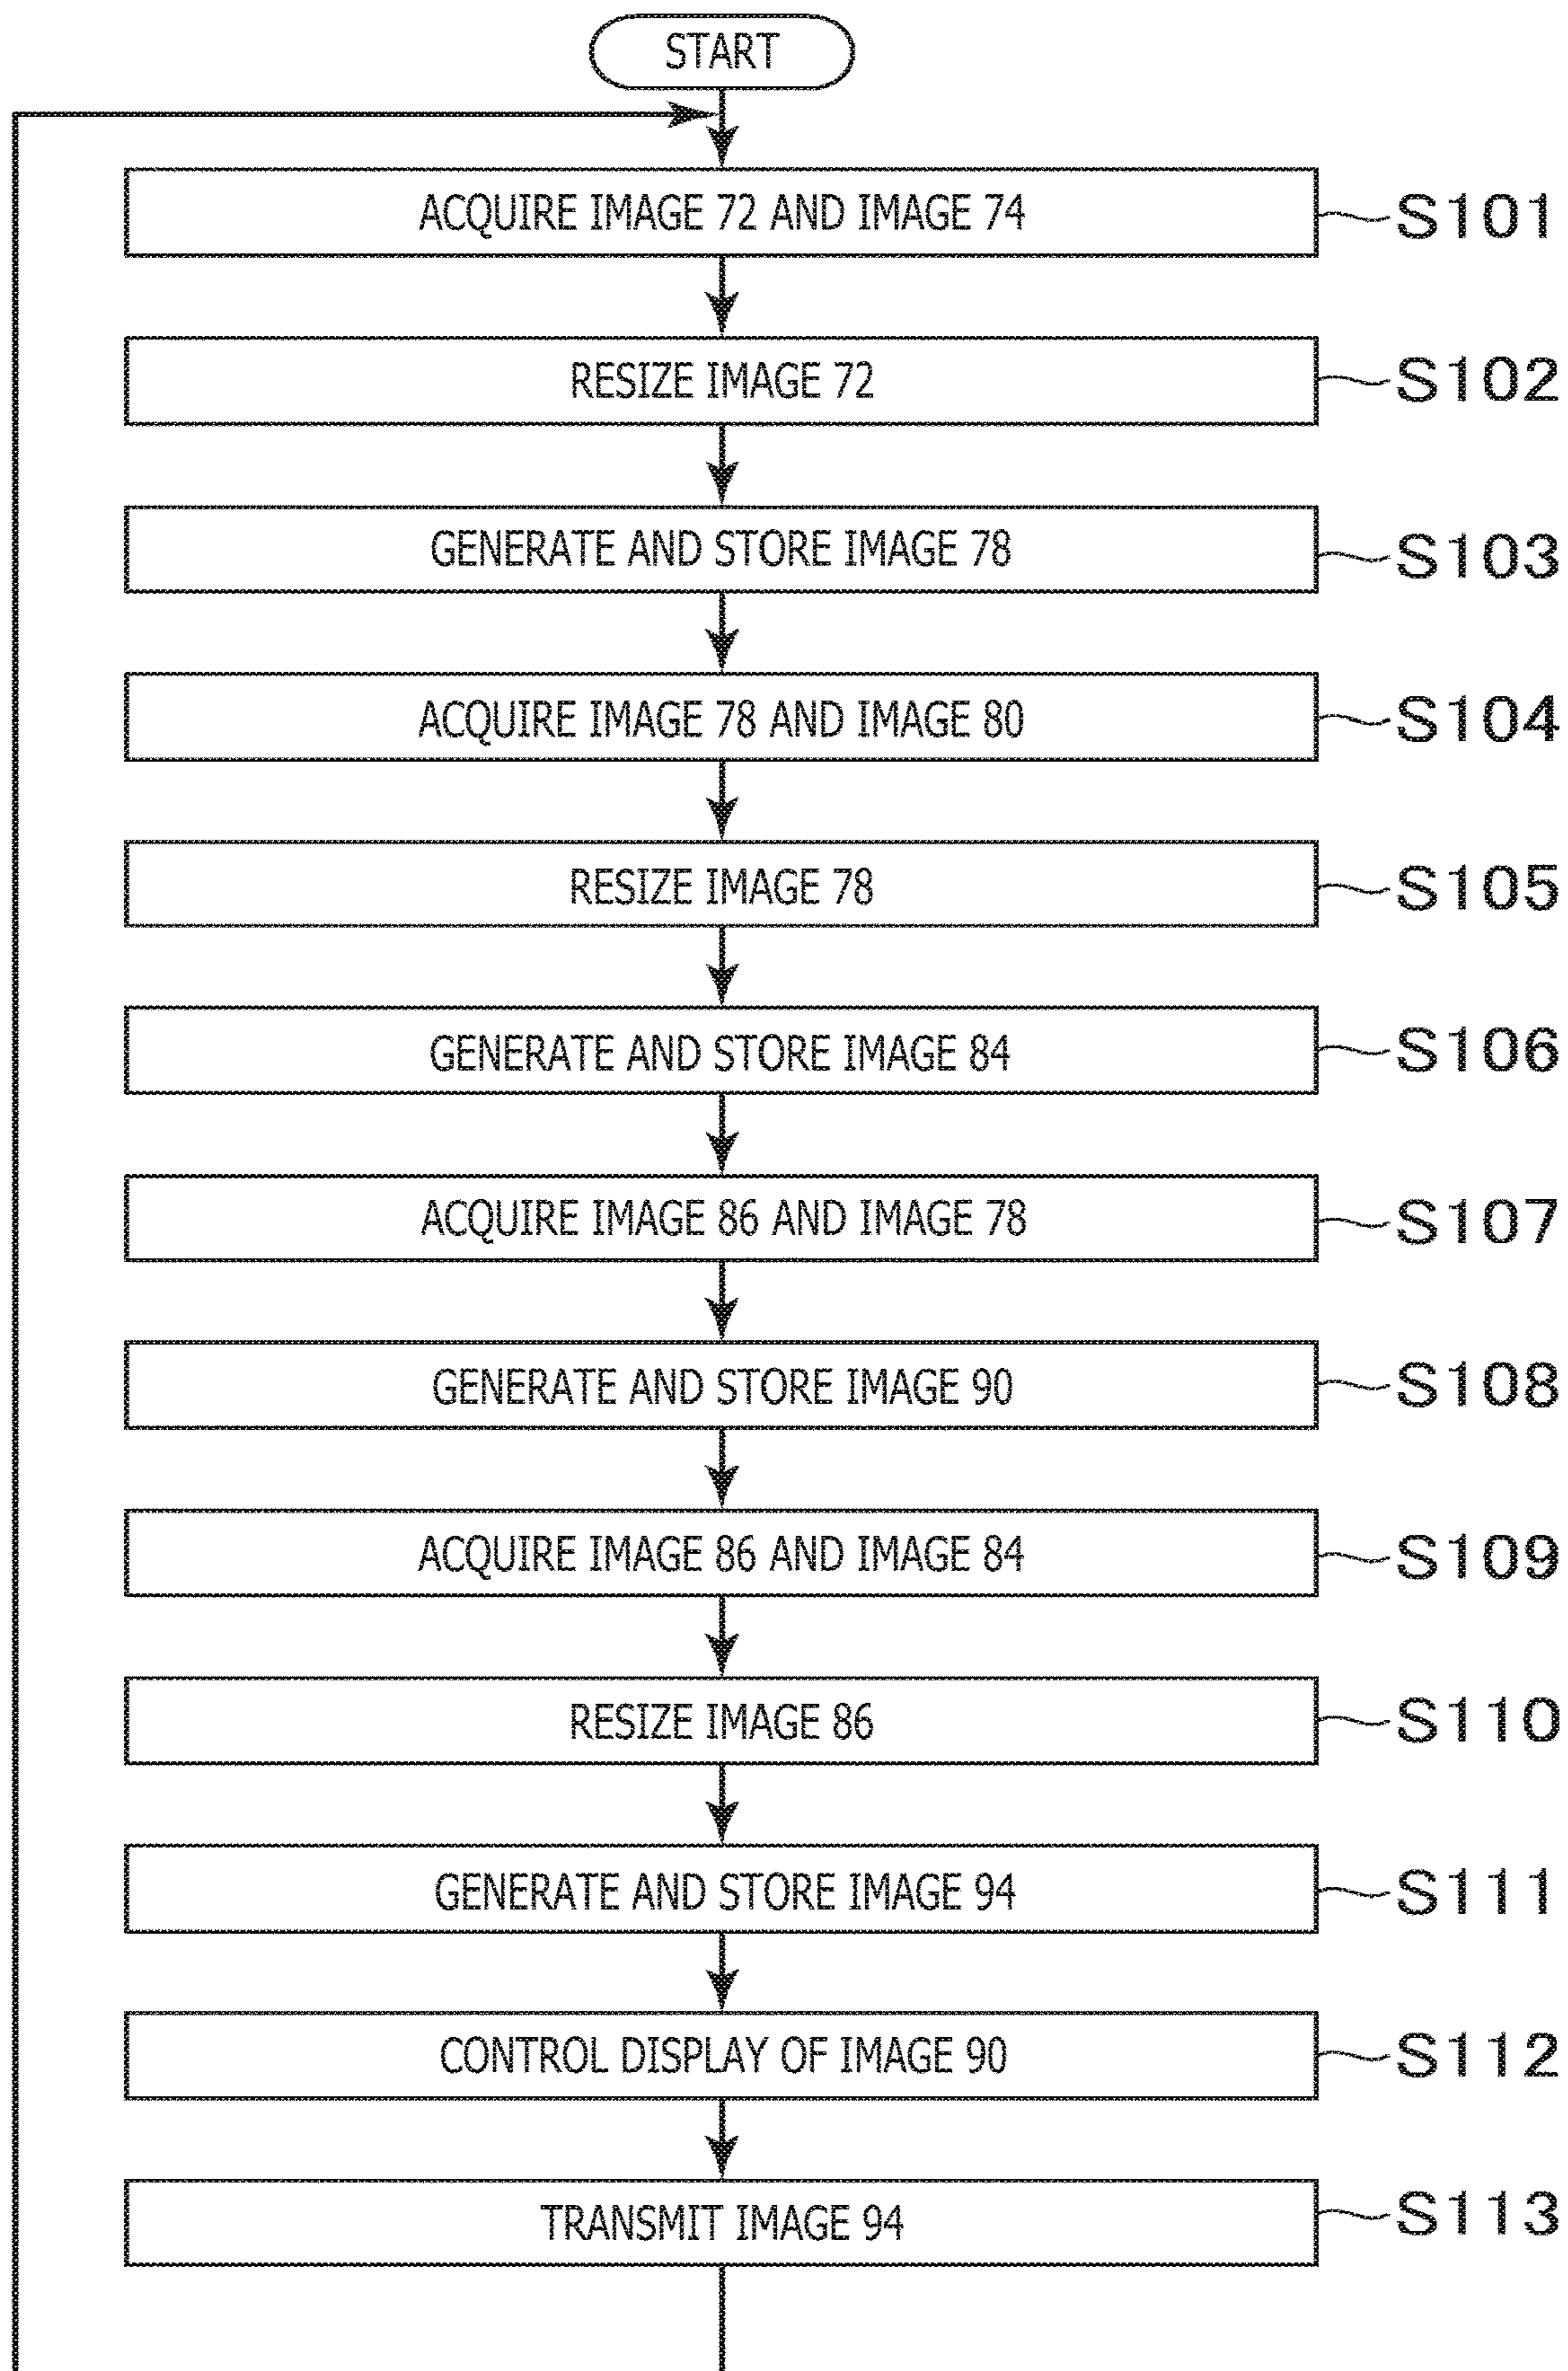 START
ACQUIRE IMAGE 72 AND IMAGE 74
S101
RESIZE IMAGE 72
S102
GENERATE AND STORE IMAGE 78
S103
ACQUIRE IMAGE 78 AND IMAGE 80
S104
RESIZE IMAGE 78
S105
GENERATE AND STORE IMAGE 84
S106
ACQUIRE IMAGE 86 AND IMAGE 78
S107
GENERATE AND STORE IMAGE 90
S108
ACQUIRE IMAGE 86 AND IMAGE 84
S109
RESIZE IMAGE 86
S110
GENERATE AND STORE IMAGE 94
S111
CONTROL DISPLAY OF IMAGE 90
S112
TRANSMIT IMAGE 94
S113